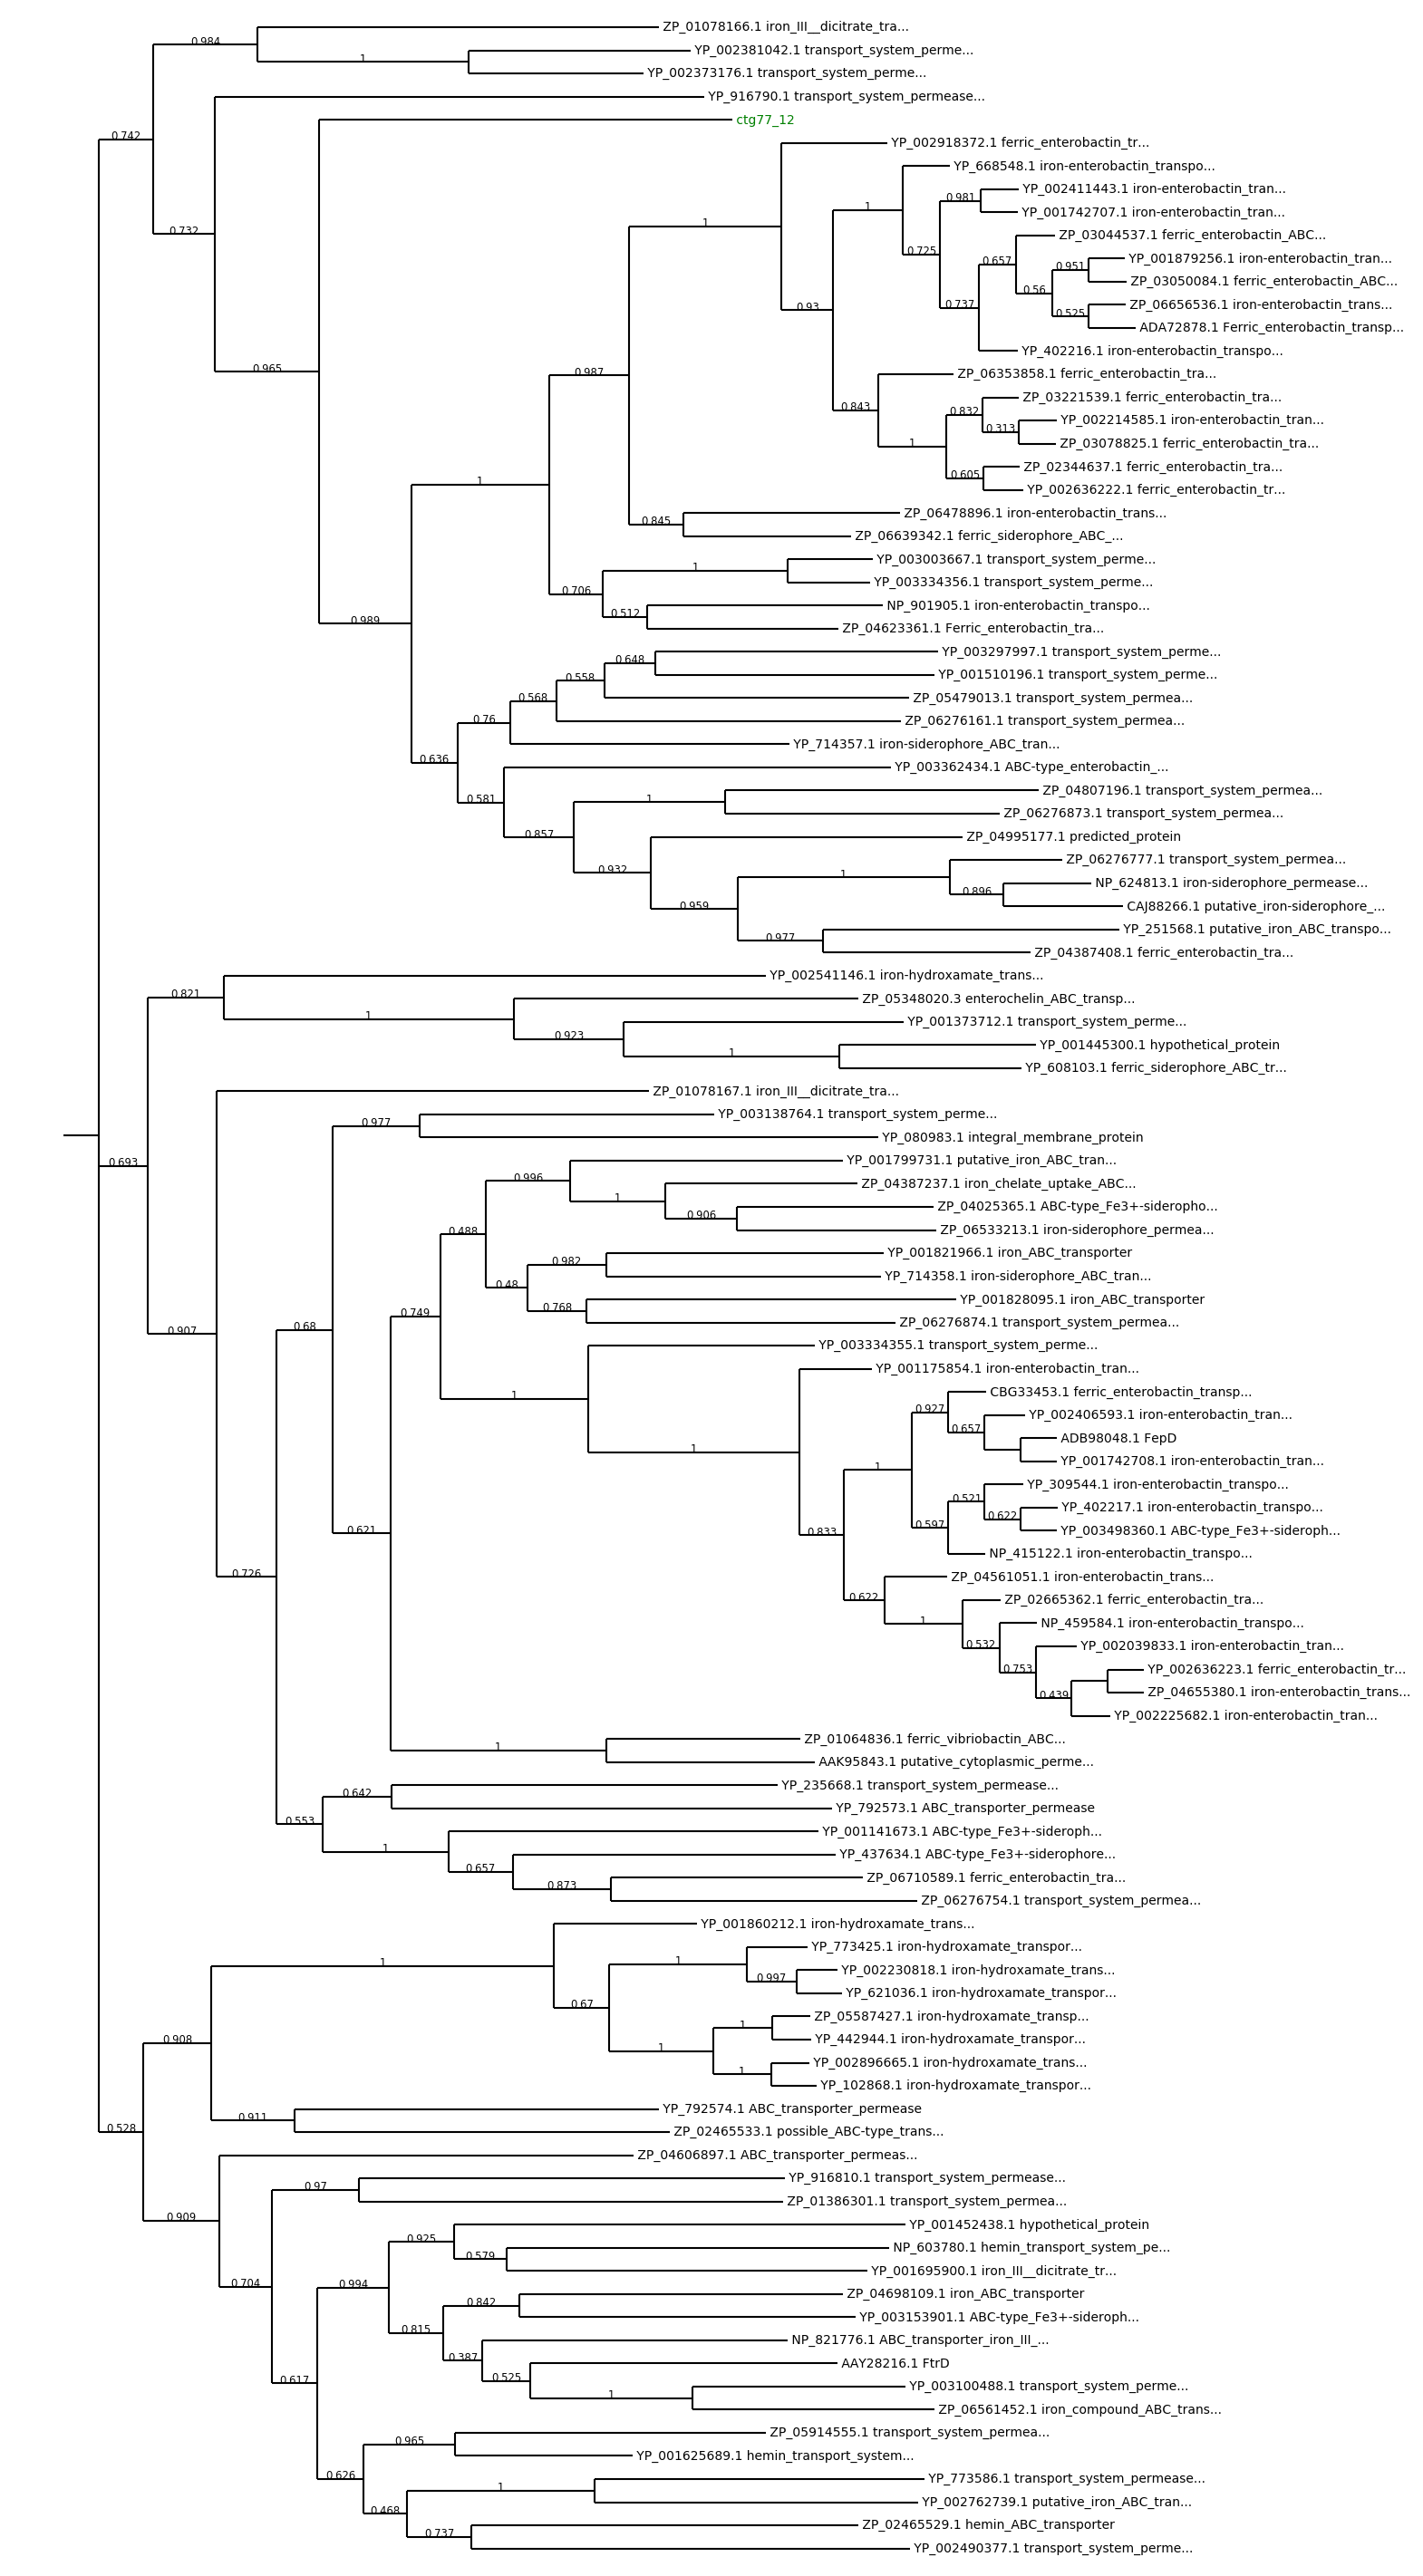 ZP_01078166.1 iron_III__dicitrate_tra...
0.984
YP_002381042.1 transport_system_perme...
1
YP_002373176.1 transport_system_perme...
YP_916790.1 transport_system_permease...
ctg77_12
0.742
YP_002918372.1 ferric_enterobactin_tr...
YP_668548.1 iron-enterobactin_transpo...
YP_002411443.1 iron-enterobactin_tran...
0.981
1
YP_001742707.1 iron-enterobactin_tran...
1
0.732
ZP_03044537.1 ferric_enterobactin_ABC...
0.725
YP_001879256.1 iron-enterobactin_tran...
0.657
0.951
ZP_03050084.1 ferric_enterobactin_ABC...
0.56
ZP_06656536.1 iron-enterobactin_trans...
0.93
0.737
0.525
ADA72878.1 Ferric_enterobactin_transp...
YP_402216.1 iron-enterobactin_transpo...
0.965
0.987
ZP_06353858.1 ferric_enterobactin_tra...
ZP_03221539.1 ferric_enterobactin_tra...
0.843
0.832
YP_002214585.1 iron-enterobactin_tran...
0.313
1
ZP_03078825.1 ferric_enterobactin_tra...
ZP_02344637.1 ferric_enterobactin_tra...
0.605
1
YP_002636222.1 ferric_enterobactin_tr...
ZP_06478896.1 iron-enterobactin_trans...
0.845
ZP_06639342.1 ferric_siderophore_ABC_...
YP_003003667.1 transport_system_perme...
1
YP_003334356.1 transport_system_perme...
0.706
NP_901905.1 iron-enterobactin_transpo...
0.512
0.989
ZP_04623361.1 Ferric_enterobactin_tra...
YP_003297997.1 transport_system_perme...
0.648
YP_001510196.1 transport_system_perme...
0.558
ZP_05479013.1 transport_system_permea...
0.568
0.76
ZP_06276161.1 transport_system_permea...
YP_714357.1 iron-siderophore_ABC_tran...
0.636
YP_003362434.1 ABC-type_enterobactin_...
ZP_04807196.1 transport_system_permea...
0.581
1
ZP_06276873.1 transport_system_permea...
0.857
ZP_04995177.1 predicted_protein
ZP_06276777.1 transport_system_permea...
0.932
1
NP_624813.1 iron-siderophore_permease...
0.896
0.959
CAJ88266.1 putative_iron-siderophore_...
YP_251568.1 putative_iron_ABC_transpo...
0.977
ZP_04387408.1 ferric_enterobactin_tra...
YP_002541146.1 iron-hydroxamate_trans...
0.821
ZP_05348020.3 enterochelin_ABC_transp...
1
YP_001373712.1 transport_system_perme...
0.923
YP_001445300.1 hypothetical_protein
1
YP_608103.1 ferric_siderophore_ABC_tr...
ZP_01078167.1 iron_III__dicitrate_tra...
YP_003138764.1 transport_system_perme...
0.977
YP_080983.1 integral_membrane_protein
0.693
YP_001799731.1 putative_iron_ABC_tran...
0.996
ZP_04387237.1 iron_chelate_uptake_ABC...
1
ZP_04025365.1 ABC-type_Fe3+-sideropho...
0.906
ZP_06533213.1 iron-siderophore_permea...
0.488
YP_001821966.1 iron_ABC_transporter
0.982
YP_714358.1 iron-siderophore_ABC_tran...
0.48
YP_001828095.1 iron_ABC_transporter
0.768
0.749
ZP_06276874.1 transport_system_permea...
0.68
0.907
YP_003334355.1 transport_system_perme...
YP_001175854.1 iron-enterobactin_tran...
CBG33453.1 ferric_enterobactin_transp...
1
0.927
YP_002406593.1 iron-enterobactin_tran...
0.657
ADB98048.1 FepD
1
YP_001742708.1 iron-enterobactin_tran...
1
YP_309544.1 iron-enterobactin_transpo...
0.521
YP_402217.1 iron-enterobactin_transpo...
0.622
0.597
YP_003498360.1 ABC-type_Fe3+-sideroph...
0.621
0.833
NP_415122.1 iron-enterobactin_transpo...
0.726
ZP_04561051.1 iron-enterobactin_trans...
0.622
ZP_02665362.1 ferric_enterobactin_tra...
1
NP_459584.1 iron-enterobactin_transpo...
0.532
YP_002039833.1 iron-enterobactin_tran...
0.753
YP_002636223.1 ferric_enterobactin_tr...
0.439
ZP_04655380.1 iron-enterobactin_trans...
YP_002225682.1 iron-enterobactin_tran...
ZP_01064836.1 ferric_vibriobactin_ABC...
1
AAK95843.1 putative_cytoplasmic_perme...
YP_235668.1 transport_system_permease...
0.642
YP_792573.1 ABC_transporter_permease
0.553
YP_001141673.1 ABC-type_Fe3+-sideroph...
1
YP_437634.1 ABC-type_Fe3+-siderophore...
0.657
ZP_06710589.1 ferric_enterobactin_tra...
0.873
ZP_06276754.1 transport_system_permea...
YP_001860212.1 iron-hydroxamate_trans...
YP_773425.1 iron-hydroxamate_transpor...
1
1
YP_002230818.1 iron-hydroxamate_trans...
0.997
YP_621036.1 iron-hydroxamate_transpor...
0.67
ZP_05587427.1 iron-hydroxamate_transp...
1
YP_442944.1 iron-hydroxamate_transpor...
0.908
1
YP_002896665.1 iron-hydroxamate_trans...
1
YP_102868.1 iron-hydroxamate_transpor...
YP_792574.1 ABC_transporter_permease
0.911
0.528
ZP_02465533.1 possible_ABC-type_trans...
ZP_04606897.1 ABC_transporter_permeas...
YP_916810.1 transport_system_permease...
0.97
ZP_01386301.1 transport_system_permea...
0.909
YP_001452438.1 hypothetical_protein
0.925
NP_603780.1 hemin_transport_system_pe...
0.579
YP_001695900.1 iron_III__dicitrate_tr...
0.704
0.994
ZP_04698109.1 iron_ABC_transporter
0.842
YP_003153901.1 ABC-type_Fe3+-sideroph...
0.815
NP_821776.1 ABC_transporter_iron_III_...
0.387
AAY28216.1 FtrD
0.525
0.617
YP_003100488.1 transport_system_perme...
1
ZP_06561452.1 iron_compound_ABC_trans...
ZP_05914555.1 transport_system_permea...
0.965
YP_001625689.1 hemin_transport_system...
0.626
YP_773586.1 transport_system_permease...
1
YP_002762739.1 putative_iron_ABC_tran...
0.468
ZP_02465529.1 hemin_ABC_transporter
0.737
YP_002490377.1 transport_system_perme...